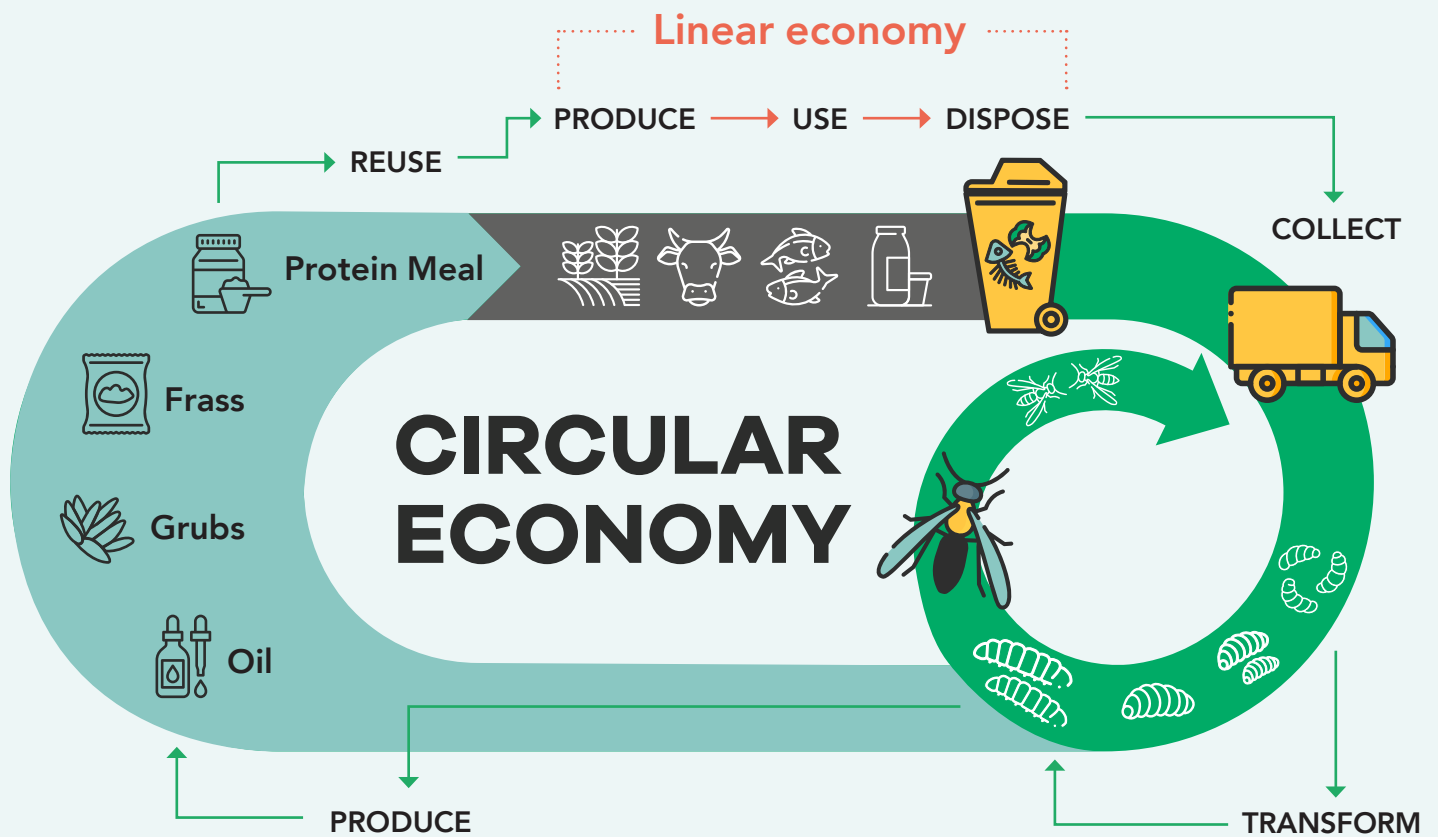 Linear economy
PRODUCE
USE
DISPOSE
REUSE
COLLECT
Protein Meal
Frass
CIRCULAR
ECONOMY
Grubs
Oil
PRODUCE
TRANSFORM